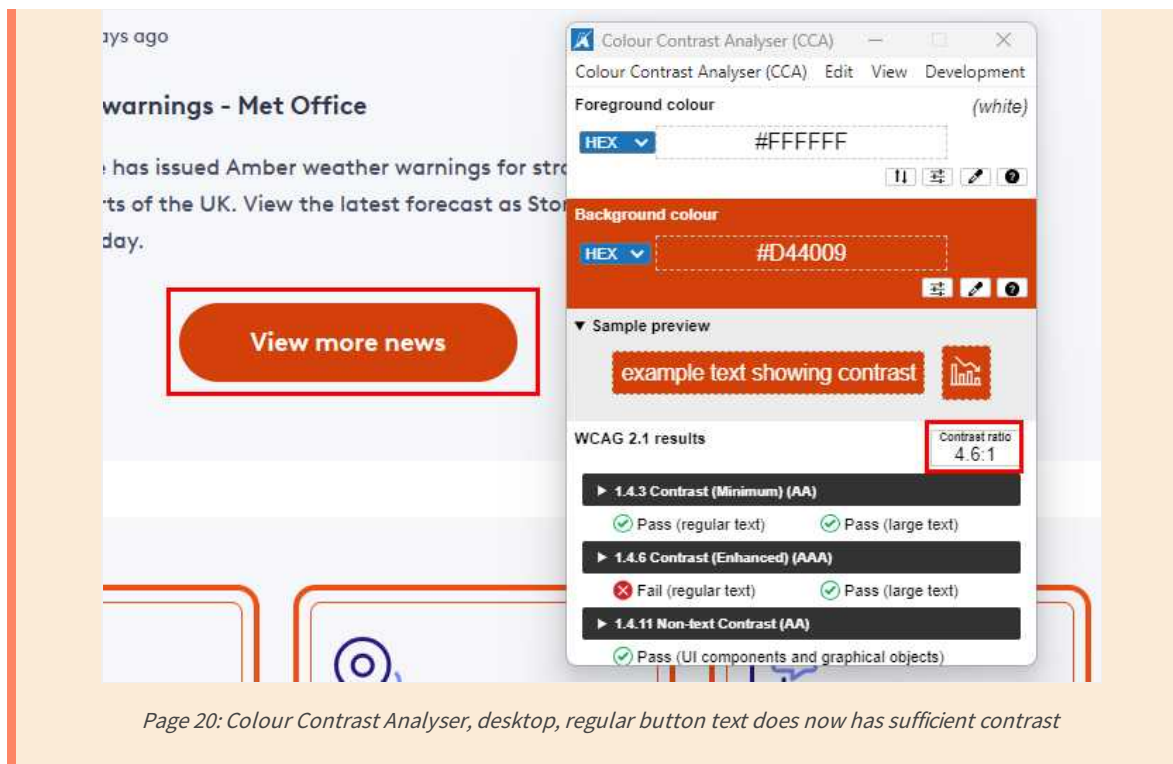 ays ago
warnings - Met Office
has issued Amber weather warnings for
rts of the UK. View the latest forecast as
day.
View more news
Colour Contrast Analyser (CCA)
Colour Contrast Analyser (CCA) Edit View Development
Foreground colour (white)
HEX #FFFFFF
Background colour
HEX #D44009
▼ Sample preview
example text showing contrast
WCAG 2.1 results
Contrast ratio
4.6:1
▶ 1.4.3 Contrast (Minimum) (AA)
Pass (regular text) Pass (large text)
▶ 1.4.6 Contrast (Enhanced) (AAA)
Fail (regular text) Pass (large text)
▶ 1.4.11 Non-text Contrast (AA)
Pass (UI components and graphical objects)
Page 20: Colour Contrast Analyser, desktop, regular button text does now has sufficient contrast